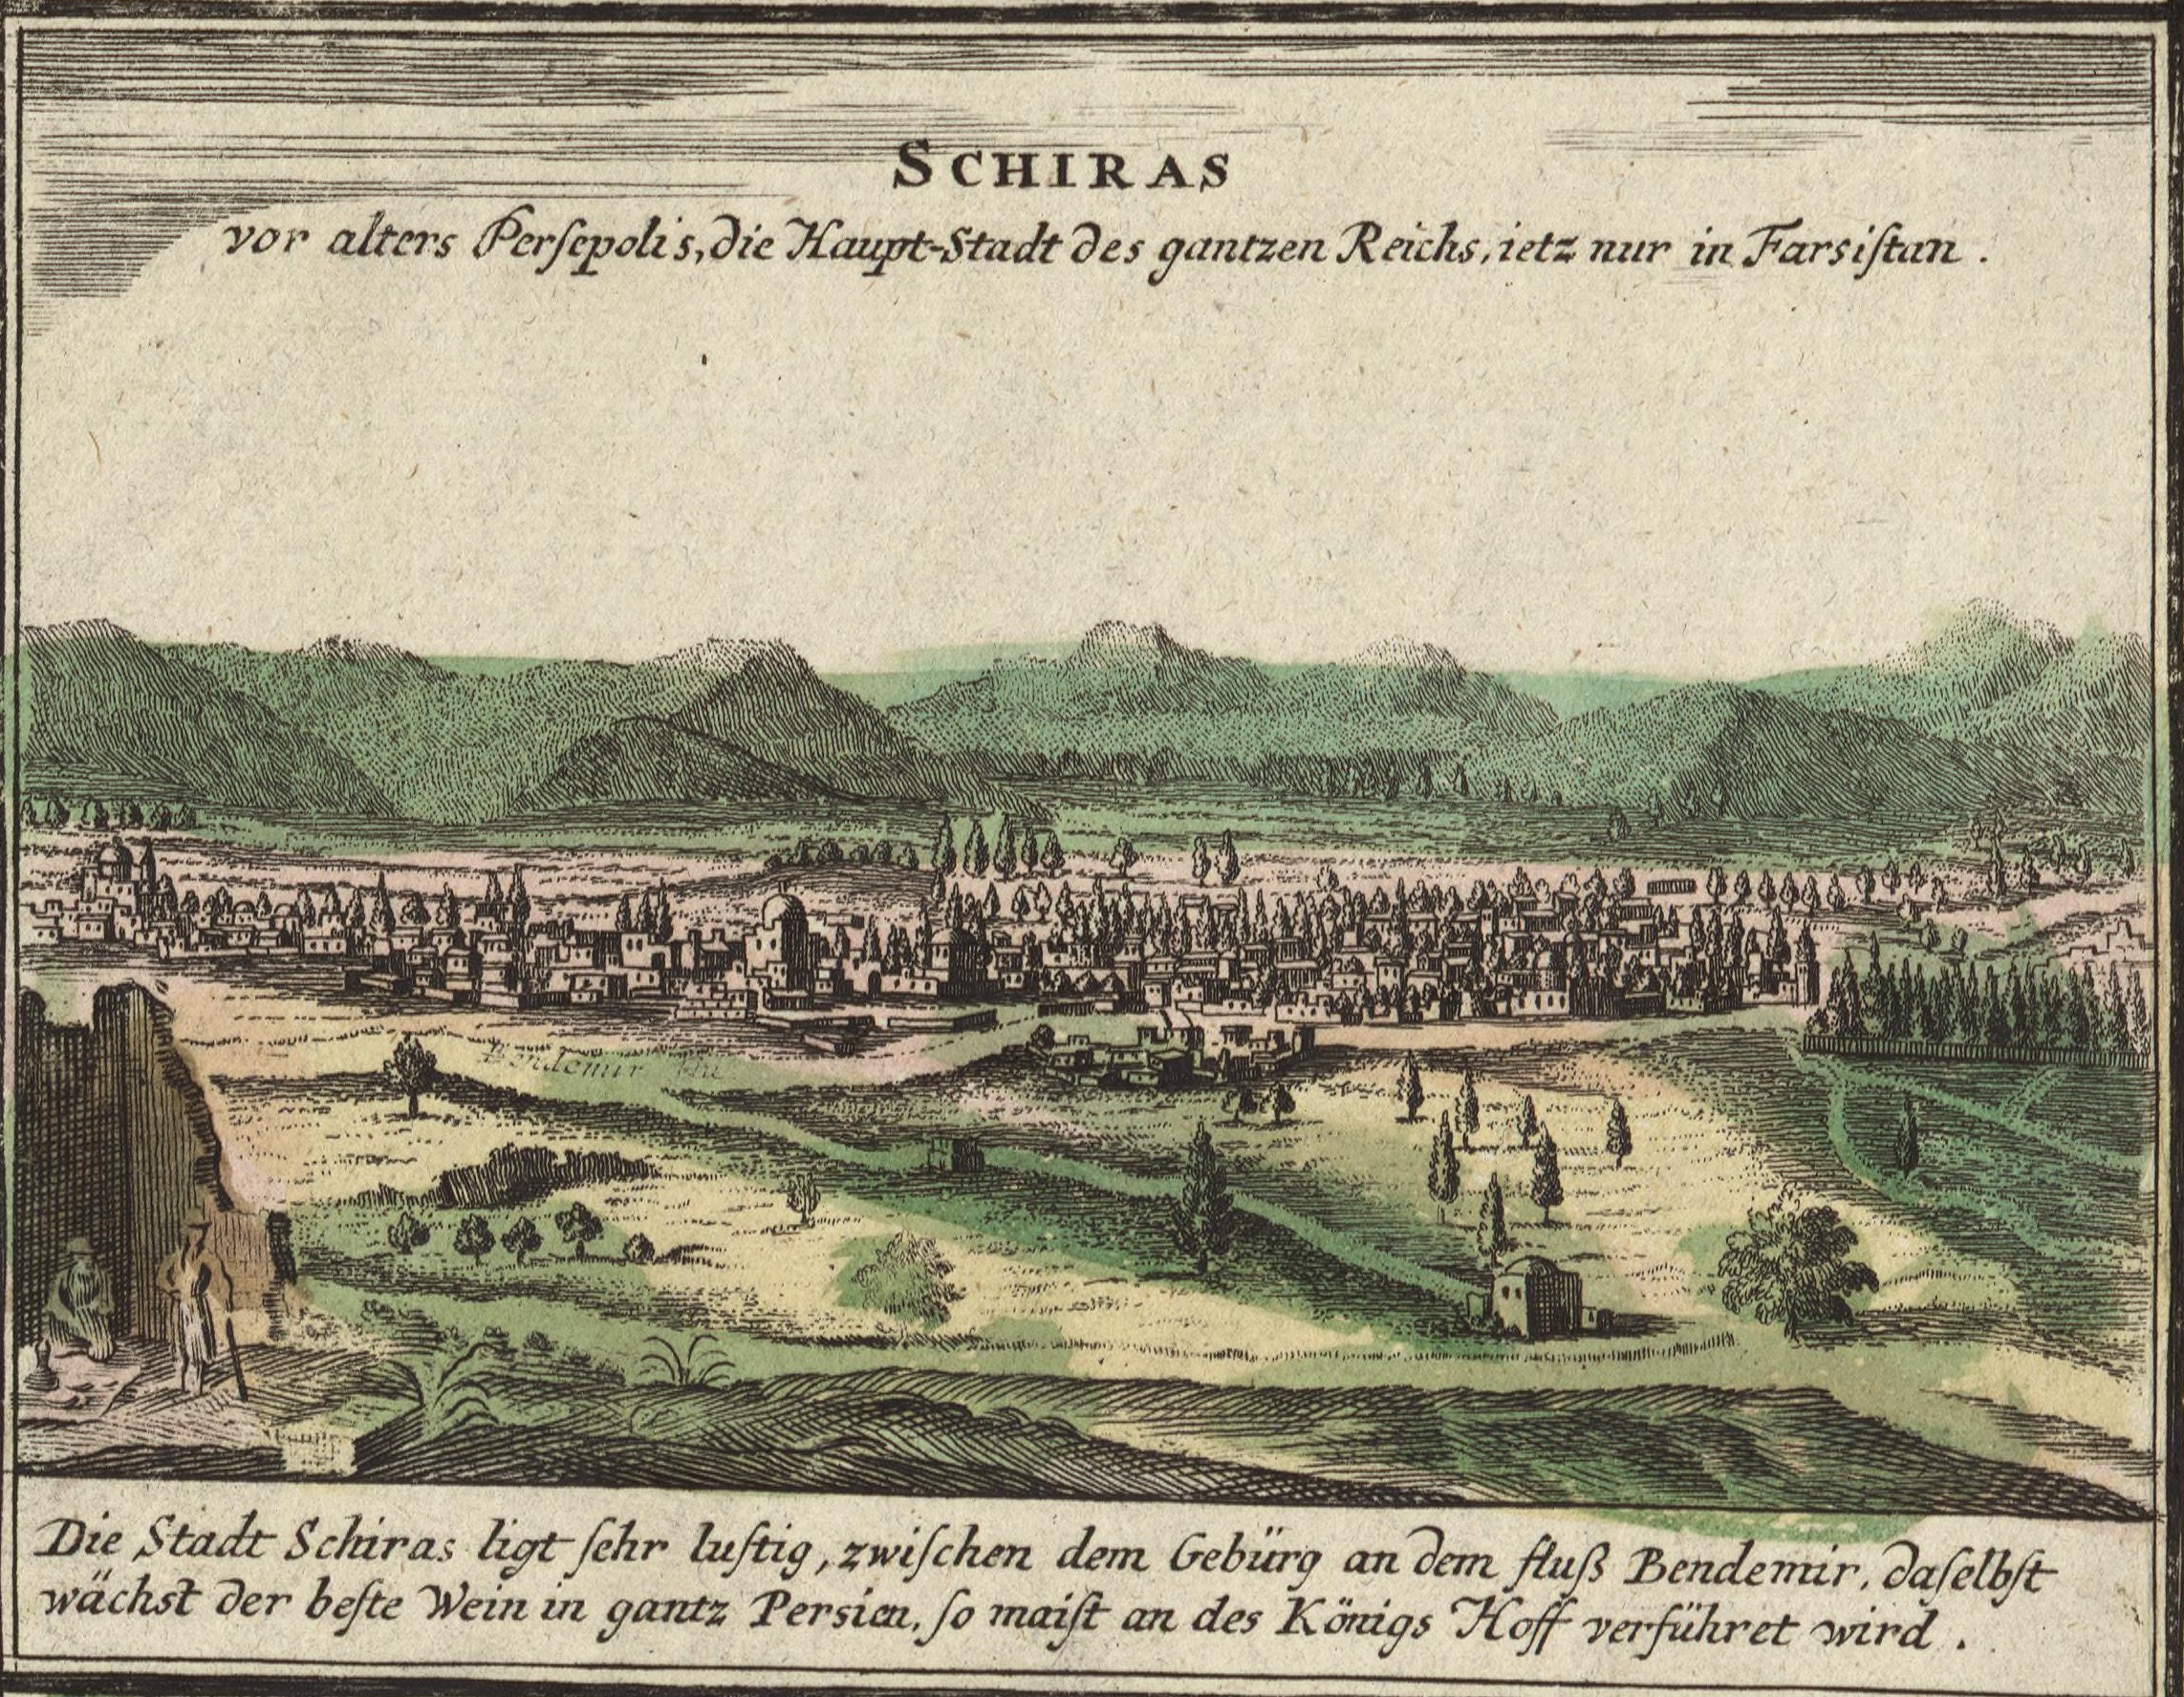 SCHIRAS
vor alters Perſepolis, die Haupt-Stadt des gantzen Reichs, ietz nur in Farsiſtan.
Bendemir flu
Die Stadt Schiras ligt ſehr luſtig, zwiſchen dem Gebürg an dem fluß Bendemir, daſelbſt
wächst der beſte Wein in gantz Persien, ſo maiſt an des Königs Hoff verführet wird.